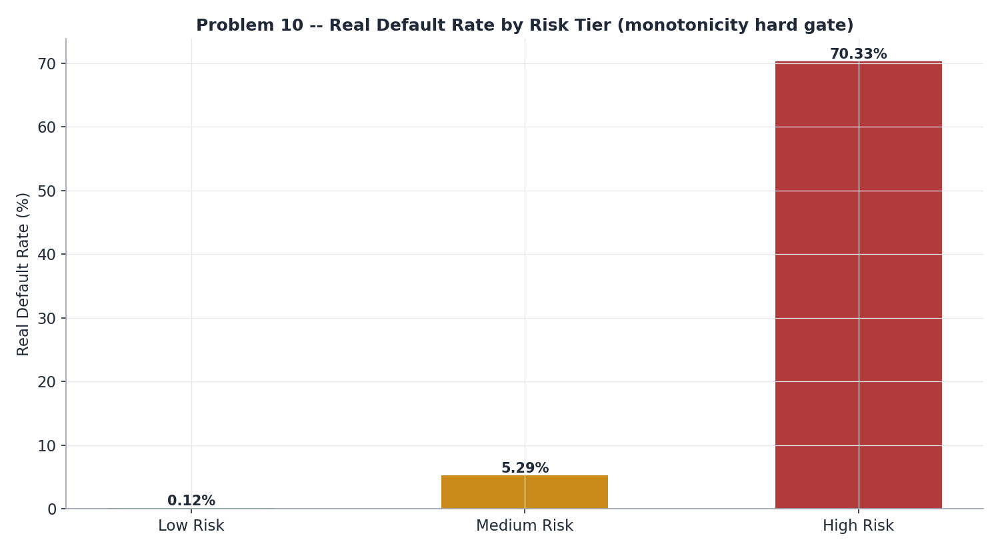 Problem 10 -- Real Default Rate by Risk Tier (monotonicity hard gate)
Real Default Rate (%)
70
60
50
40
30
20
10
0
0.12%
5.29%
70.33%
Low Risk
Medium Risk
High Risk